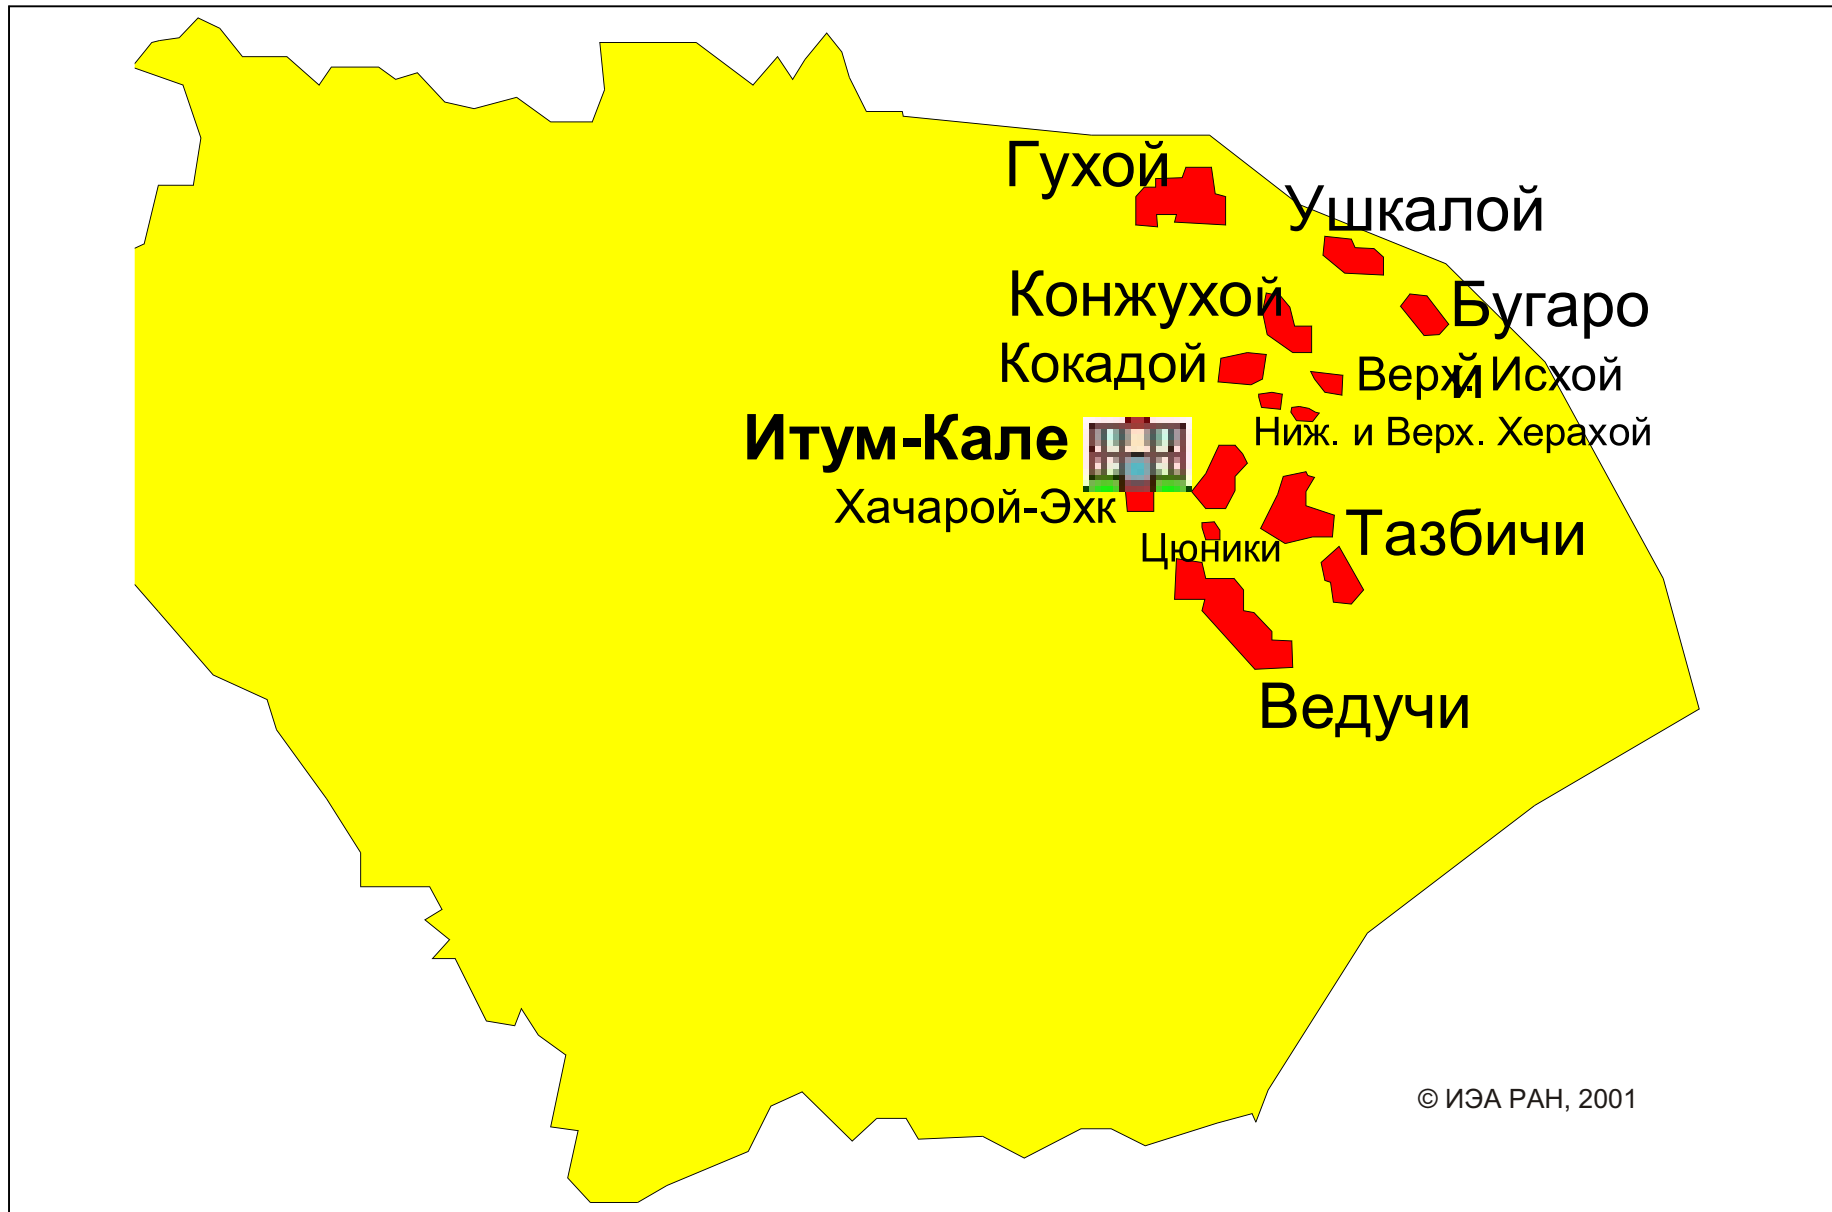 Гухой
Ушкалой
Конжухой
Бугаро
й
Кокадой
Верх. Исхой
Ниж. и Верх. Херахой
Итум-Кале
Хачарой-Эхк
Тазбичи
Цюники
Ведучи
© ИЭА РАН, 2001